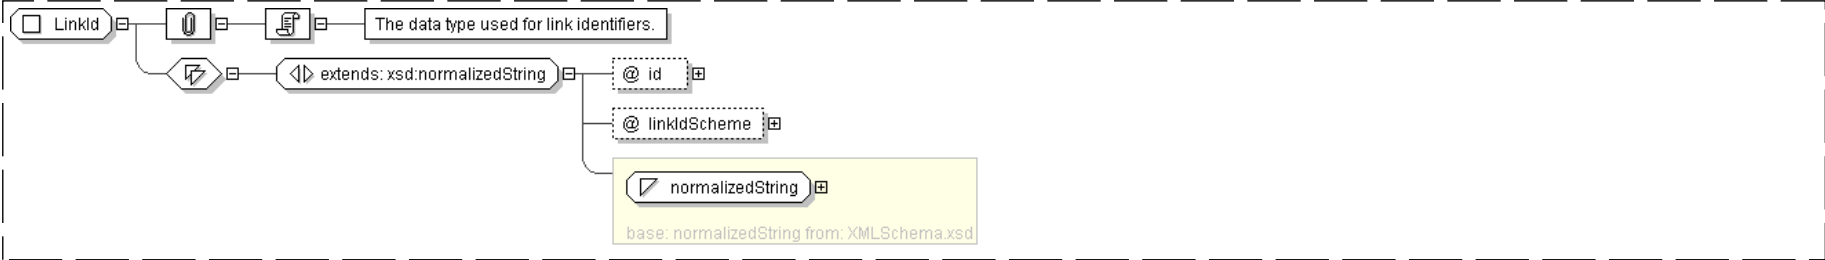 LinkId
The data type used for link identifiers.
extends: xsd:normalizedString
@ id
@ linkIdScheme
normalizedString
base: normalizedString from: XMLSchema.xsd